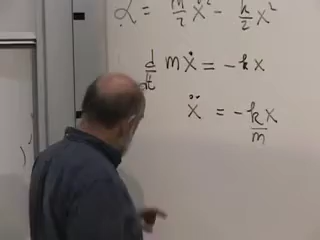 ℒ = m/2 ẋ² - k/2 x²
d/dt mẋ = -kx
ẍ = -k/m x